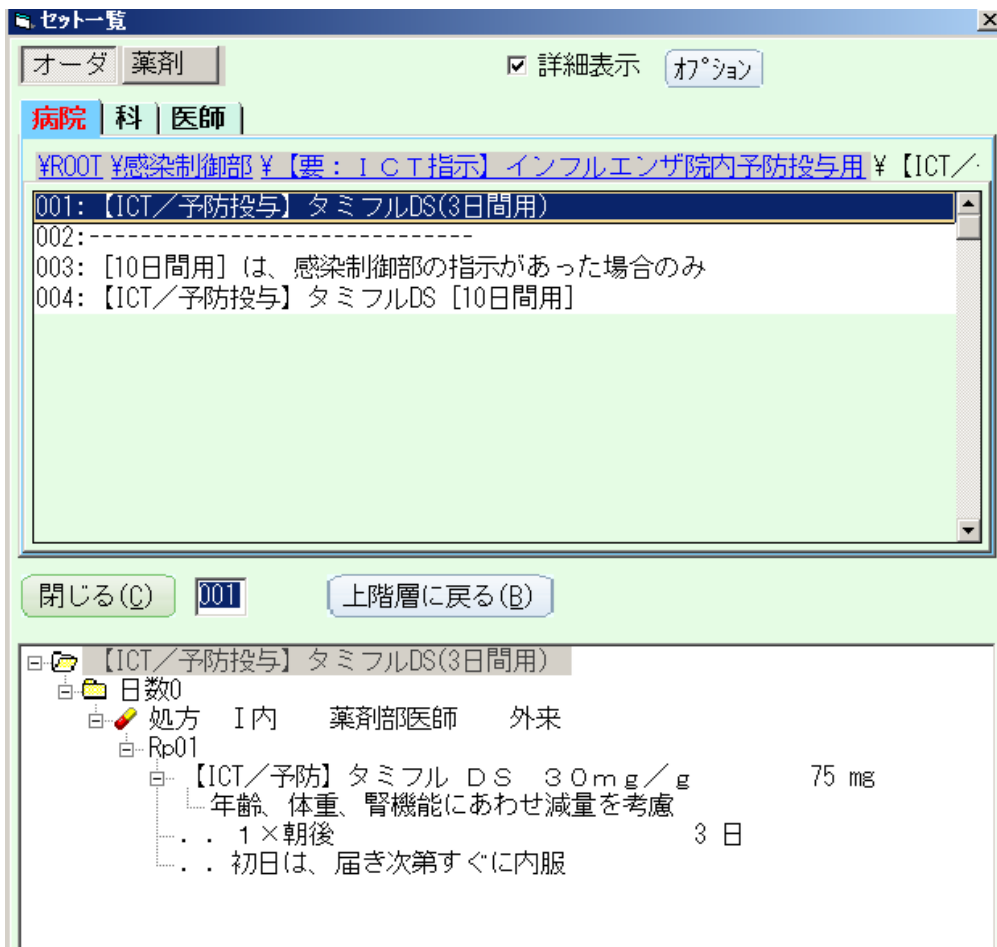 セット一覧
オーダ 薬剤 詳細表示 ｵﾌﾟｼｮﾝ
病院 科 医師
¥ROOT ¥感染制御部 ¥【要：ＩＣＴ指示】インフルエンザ院内予防投与用 ¥【ICT／
001:【ICT／予防投与】タミフルDS(3日間用)
002:------------------------------
003:［10日間用］は、感染制御部の指示があった場合のみ
004:【ICT／予防投与】タミフルDS［10日間用］
閉じる(C) 001 上階層に戻る(B)
【ICT／予防投与】タミフルDS(3日間用)
日数0
処方 Ｉ内 薬剤部医師 外来
Rp01
【ICT／予防】タミフル ＤＳ ３０ｍｇ／ｇ 75 mg
年齢、体重、腎機能にあわせ減量を考慮
．．１×朝後 3 日
．．初日は、届き次第すぐに内服